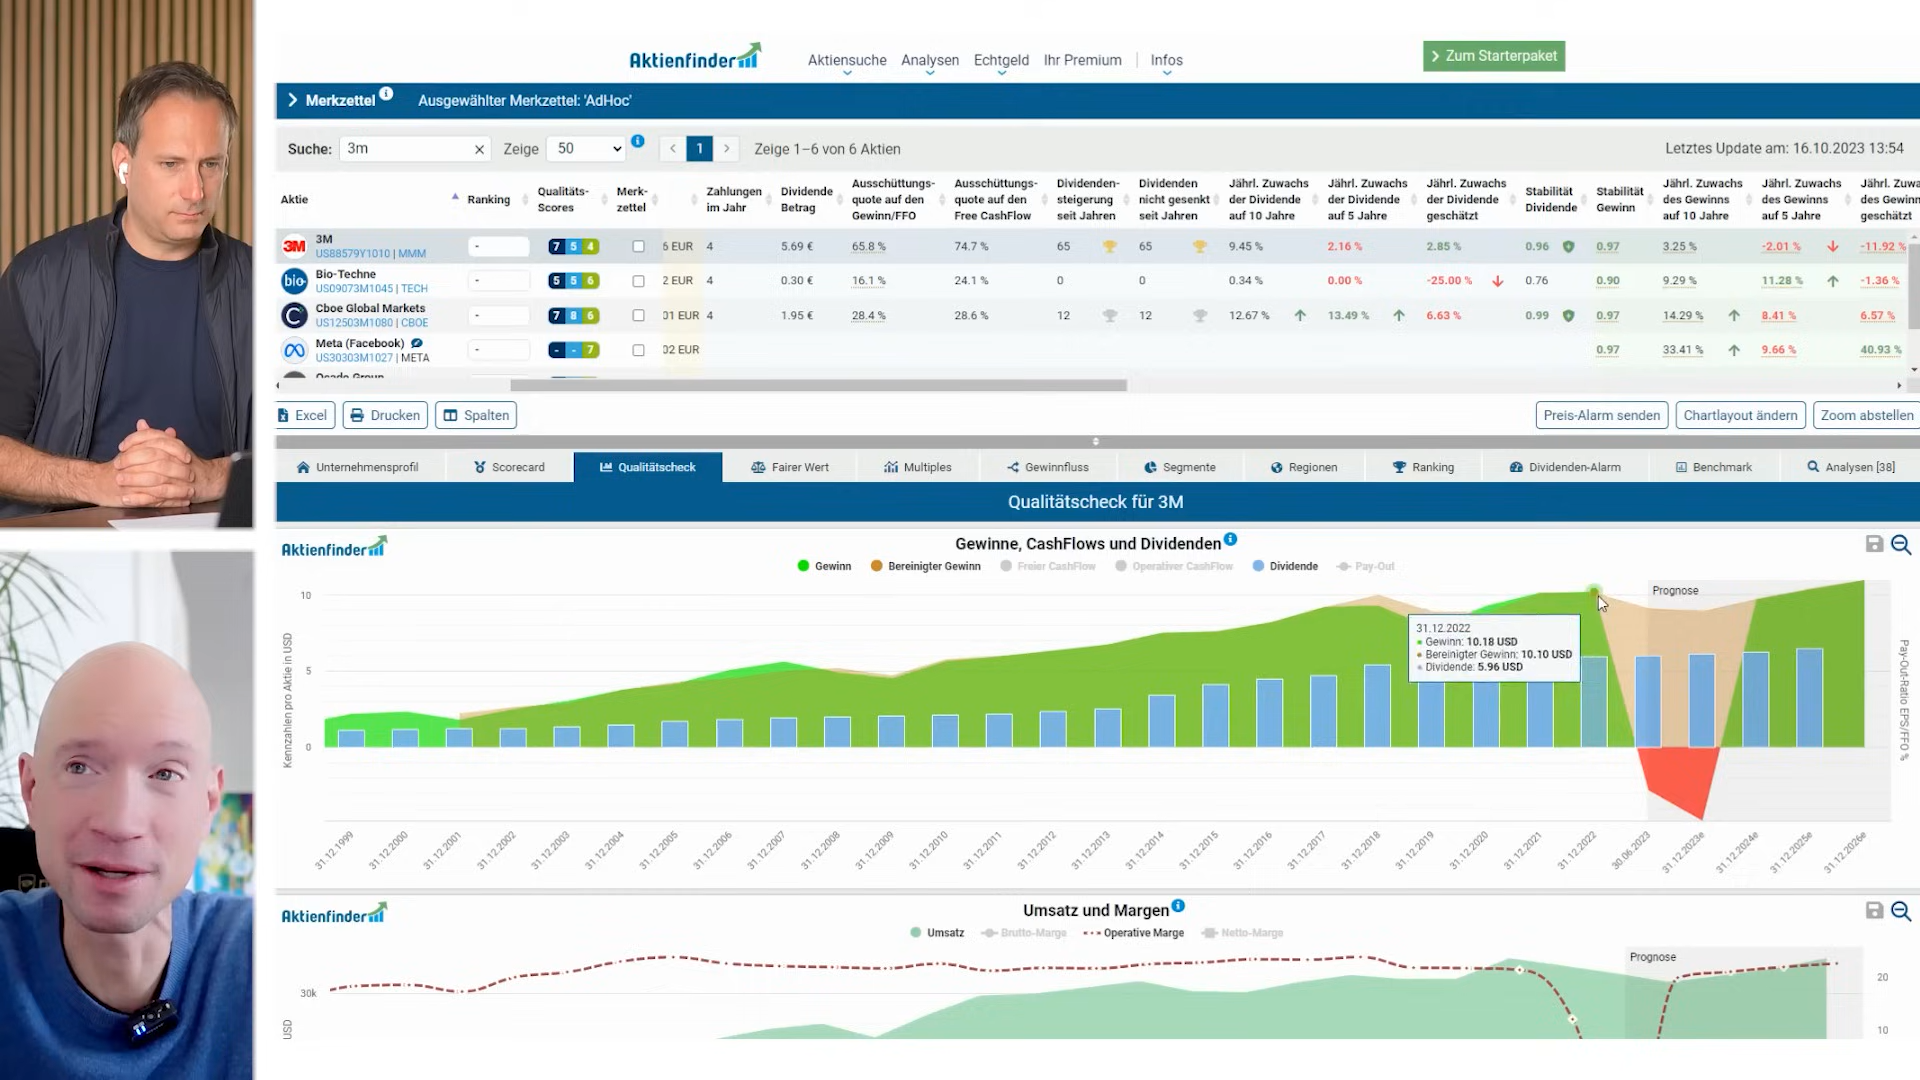 Aktienfinder
Aktiensuche Analysen Echtgeld Ihr Premium | Infos
Zum Starterpaket
Merkzettel Ausgewählter Merkzettel: 'AdHoc'
Suche: 3m Zeige 50 1 Zeige 1–6 von 6 Aktien Letztes Update am: 16.10.2023 13:54
Aktie Ranking Qualitäts-Scores Merk-zettel Zahlungen im Jahr Dividende Betrag Ausschüttungs-quote auf den Gewinn/FFO Ausschüttungs-quote auf den Free CashFlow Dividenden-steigerung seit Jahren Dividenden nicht gesenkt seit Jahren Jährl. Zuwachs der Dividende auf 10 Jahre Jährl. Zuwachs der Dividende auf 5 Jahre Jährl. Zuwachs der Dividende geschätzt Stabilität Dividende Stabilität Gewinn Jährl. Zuwachs des Gewinns auf 10 Jahre Jährl. Zuwachs des Gewinns auf 5 Jahre Jährl. Zuwa des Gewinn geschätzt
3M 3M US88579Y1010 | MMM - 7 5 4 6 EUR 4 5.69 € 65.8 % 74.7 % 65 65 9.45 % 2.16 % 2.85 % 0.96 0.97 3.25 % -2.01 % -11.92 %
bio- Bio-Techne US09073M1045 | TECH - 5 5 6 2 EUR 4 0.30 € 16.1 % 24.1 % 0 0 0.34 % 0.00 % -25.00 % 0.76 0.90 9.29 % 11.28 % -1.36 %
Cboe Global Markets US12503M1080 | CBOE - 7 8 6 01 EUR 4 1.95 € 28.4 % 28.6 % 12 12 12.67 % 13.49 % 6.63 % 0.99 0.97 14.29 % 8.41 % 6.57 %
Meta (Facebook) US30303M1027 | META - - - 7 02 EUR 0.97 33.41 % 9.66 % 40.93 %
Ocado Group
Excel Drucken Spalten Preis-Alarm senden Chartlayout ändern Zoom abstellen
Unternehmensprofil Scorecard Qualitätscheck Fairer Wert Multiples Gewinnfluss Segmente Regionen Ranking Dividenden-Alarm Benchmark Analysen [38]
Qualitätscheck für 3M
Aktienfinder
Gewinne, CashFlows und Dividenden
Gewinn Bereinigter Gewinn Freier CashFlow Operativer CashFlow Dividende Pay-Out
Kennzahlen pro Aktie in USD
10
5
0
Prognose
31.12.2022
Gewinn: 10.18 USD
Bereinigter Gewinn: 10.10 USD
Dividende: 5.96 USD
Pay-Out-Ratio EPS/FFO %
31.12.1999 31.12.2000 31.12.2001 31.12.2002 31.12.2003 31.12.2004 31.12.2005 31.12.2006 31.12.2007 31.12.2008 31.12.2009 31.12.2010 31.12.2011 31.12.2012 31.12.2013 31.12.2014 31.12.2015 31.12.2016 31.12.2017 31.12.2018 31.12.2019 31.12.2020 31.12.2021 31.12.2022 30.06.2023 31.12.2023e 31.12.2024e 31.12.2025e 31.12.2026e
Aktienfinder
Umsatz und Margen
Umsatz Brutto-Marge Operative Marge Netto-Marge
Prognose
30k
USD
20
10